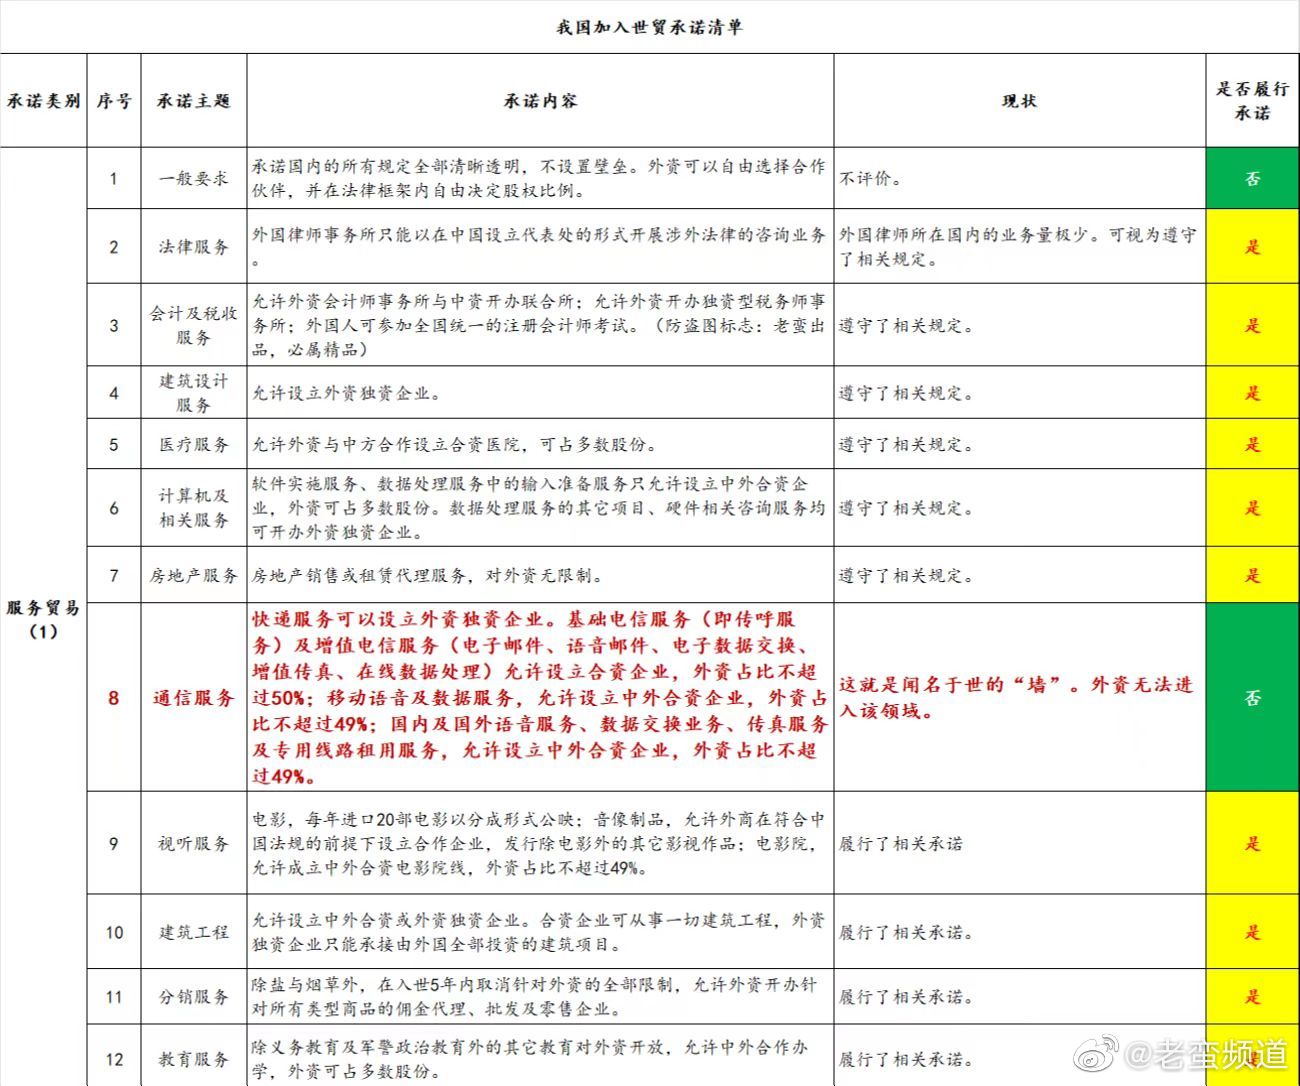 我国加入世贸承诺清单
承诺类别 序号 承诺主题 承诺内容 现状 是否履行
承诺
服务贸易
（1）
1 一般要求 承诺国内的所有规定全部清晰透明，不设置壁垒。外资可以自由选择合作
伙伴，并在法律框架内自由决定股权比例。
不评价。 否
2 法律服务 外国律师事务所只能以在中国设立代表处的形式开展涉外法律的咨询业务
。
外国律师所在国内的业务量极少。可视为遵守
了相关规定。
是
3 会计及税收
服务
允许外资会计师事务所与中资开办联合所；允许外资开办独资型税务师事
务所；外国人可参加全国统一的注册会计师考试。（防盗图标志：老蛮出
品，必属精品）
遵守了相关规定。 是
4 建筑设计
服务
允许设立外资独资企业。 遵守了相关规定。 是
5 医疗服务 允许外资与中方合作设立合资医院，可占多数股份。 遵守了相关规定。 是
6 计算机及
相关服务
软件实施服务、数据处理服务中的输入准备服务只允许设立中外合资企
业，外资可占多数股份。数据处理服务的其它项目、硬件相关咨询服务均
可开办外资独资企业。
遵守了相关规定。 是
7 房地产服务 房地产销售或租赁代理服务，对外资无限制。 遵守了相关规定。 是
8 通信服务 快递服务可以设立外资独资企业。基础电信服务（即传呼服
务）及增值电信服务（电子邮件、语音邮件、电子数据交换、
增值传真、在线数据处理）允许设立合资企业，外资占比不超
过50%；移动语音及数据服务，允许设立中外合资企业，外资占
比不超过49%；国内及国外语音服务、数据交换业务、传真服务
及专用线路租用服务，允许设立中外合资企业，外资占比不超
过49%。
这就是闻名于世的“墙”。外资无法进
入该领域。
否
9 视听服务 电影，每年进口20部电影以分成形式公映；音像制品，允许外商在符合中
国法规的前提下设立合作企业，发行除电影外的其它影视作品；电影院，
允许成立中外合资电影院线，外资占比不超过49%。
履行了相关承诺 是
10 建筑工程 允许设立中外合资或外资独资企业。合资企业可从事一切建筑工程，外资
独资企业只能承接由外国全部投资的建筑项目。
履行了相关承诺。 是
11 分销服务 除盐与烟草外，在入世5年内取消针对外资的全部限制，允许外资开办针
对所有类型商品的佣金代理、批发及零售企业。
履行了相关承诺。 是
12 教育服务 除义务教育及军警政治教育外的其它教育对外资开放，允许中外合作办
学，外资可占多数股份。
履行了相关承诺。 是
@老蛮频道